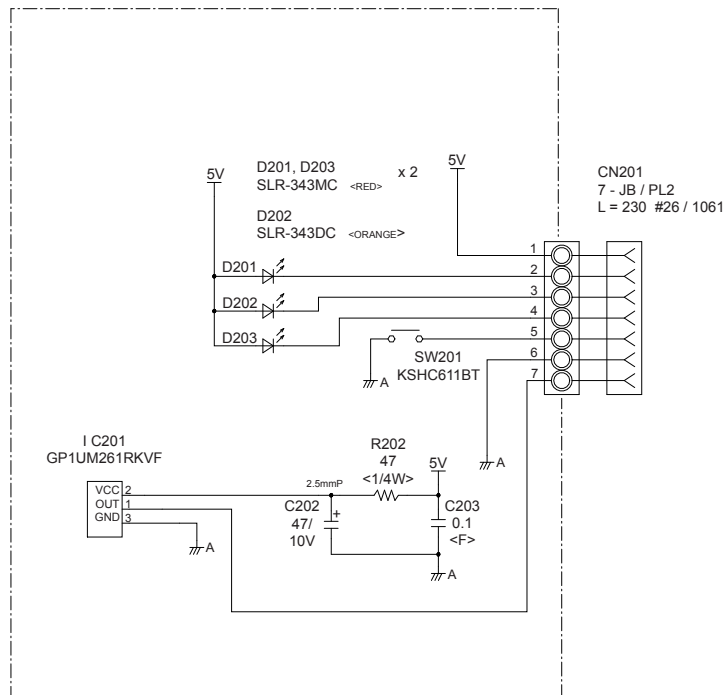 5V
D201, D203 x 2
SLR-343MC <RED>
D202
SLR-343DC <ORANGE>
5V
CN201
7 - JB / PL2
L = 230 #26 / 1061
1
D201
2
D202
3
D203
4
5
6
7
SW201
KSHC611BT
A
A
I C201
GP1UM261RKVF
VCC 2
OUT 1
GND 3
A
2.5mmP
R202
47
<1/4W>
5V
C202
47/
10V
+
C203
0.1
<F>
A